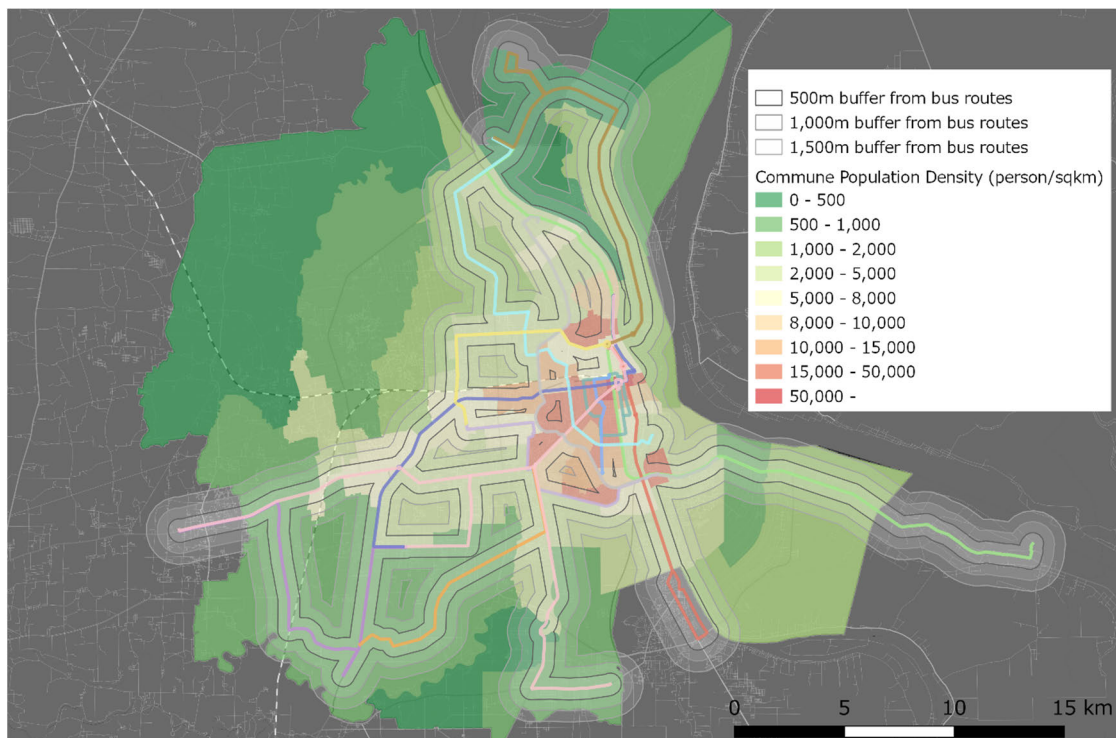 500m buffer from bus routes
1,000m buffer from bus routes
1,500m buffer from bus routes
Commune Population Density (person/sqkm)
0 - 500
500 - 1,000
1,000 - 2,000
2,000 - 5,000
5,000 - 8,000
8,000 - 10,000
10,000 - 15,000
15,000 - 50,000
50,000 -
0 5 10 15 km